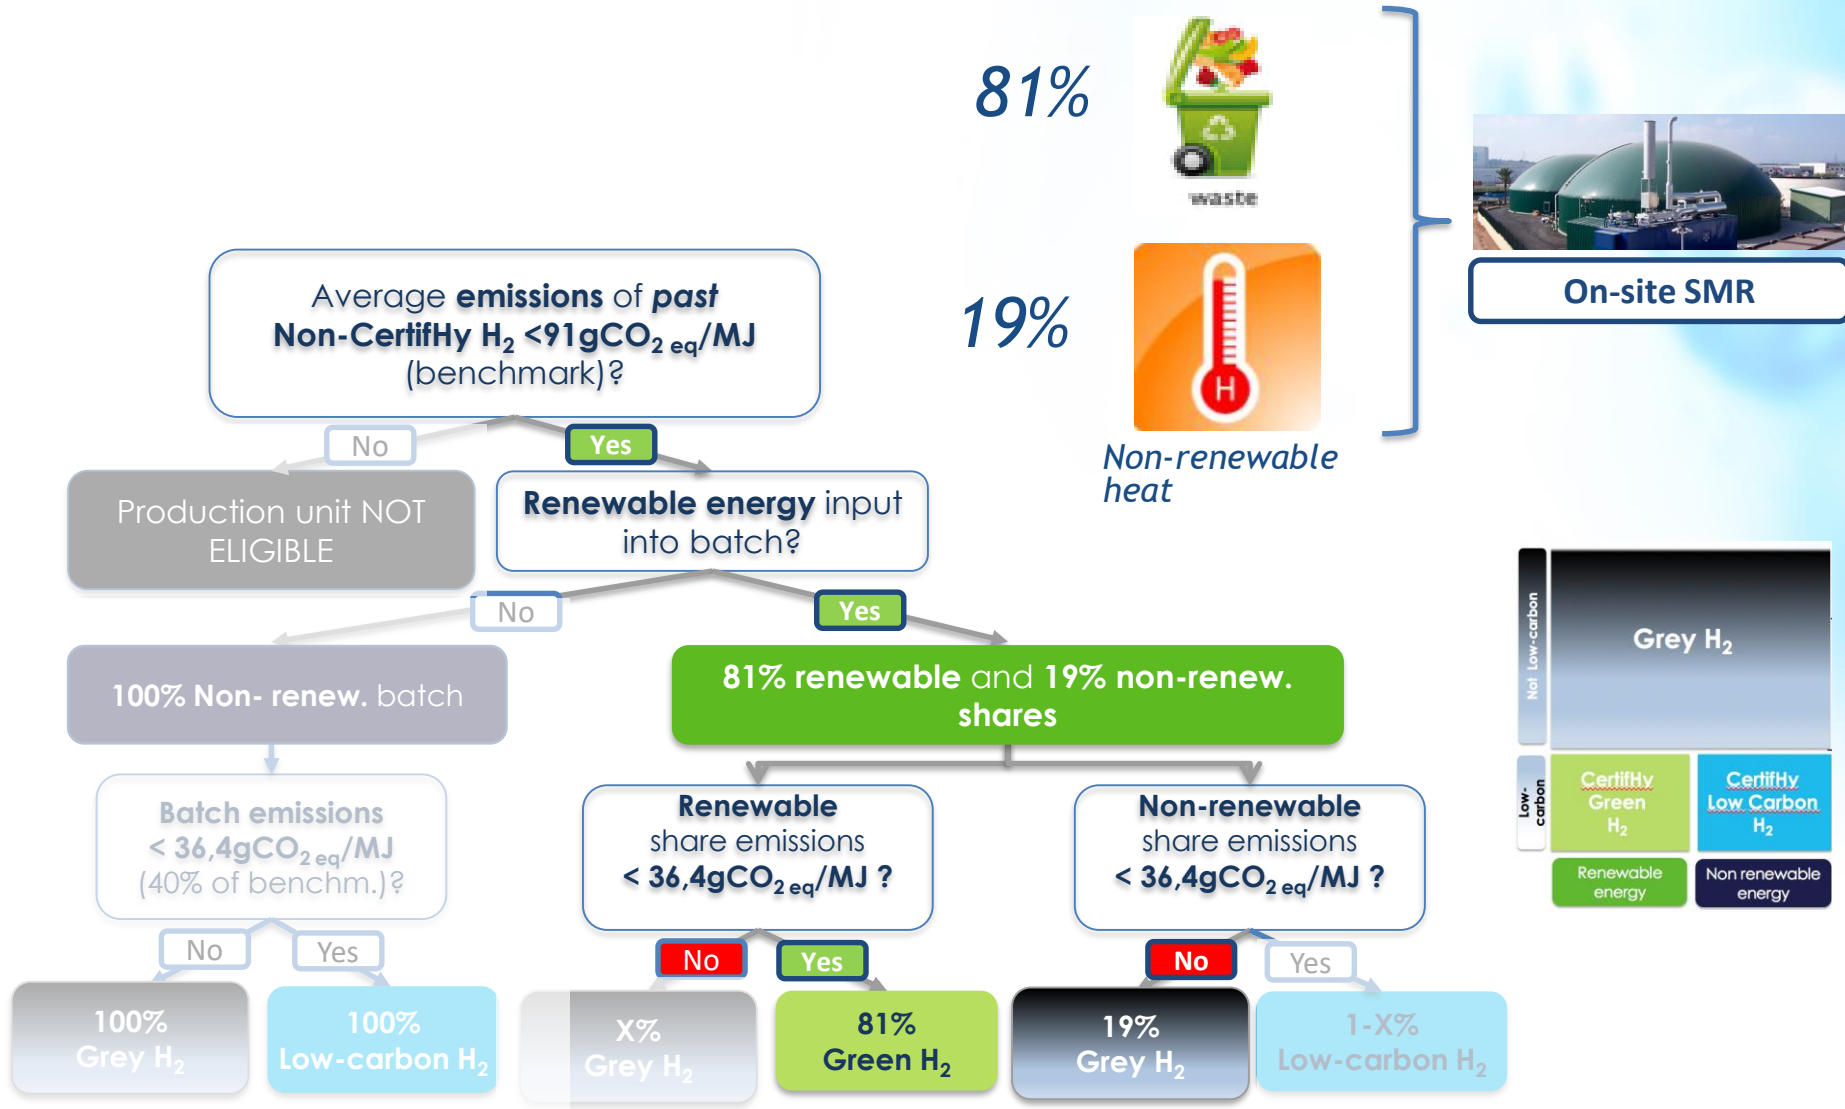 81%
waste
19%
H
Non-renewable
heat
On-site SMR
Average emissions of past
Non-CertifHy H₂ <91gCO₂ eq/MJ
(benchmark)?
No
Yes
Production unit NOT
ELIGIBLE
Renewable energy input
into batch?
No
Yes
100% Non- renew. batch
81% renewable and 19% non-renew.
shares
Batch emissions
< 36,4gCO₂ eq/MJ
(40% of benchm.)?
Renewable
share emissions
< 36,4gCO₂ eq/MJ ?
Non-renewable
share emissions
< 36,4gCO₂ eq/MJ ?
No
Yes
No
Yes
No
Yes
100%
Grey H₂
100%
Low-carbon H₂
X%
Grey H₂
81%
Green H₂
19%
Grey H₂
1-X%
Low-carbon H₂
Not Low-carbon
Grey H₂
Low-
carbon
CertifHy
Green
H₂
CertifHy
Low Carbon
H₂
Renewable
energy
Non renewable
energy